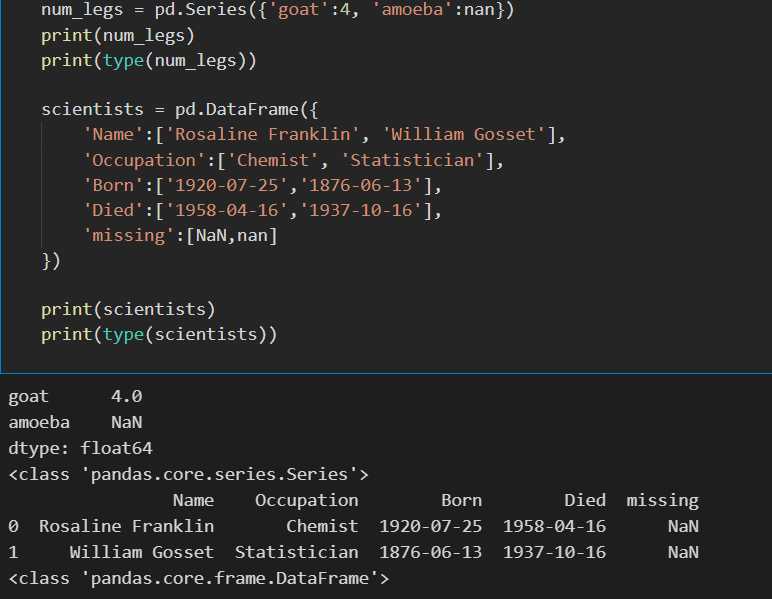 num_legs = pd.Series({'goat':4, 'amoeba':nan})
print(num_legs)
print(type(num_legs))

scientists = pd.DataFrame({
    'Name':['Rosaline Franklin', 'William Gosset'],
    'Occupation':['Chemist', 'Statistician'],
    'Born':['1920-07-25','1876-06-13'],
    'Died':['1958-04-16','1937-10-16'],
    'missing':[NaN,nan]
})

print(scientists)
print(type(scientists))

goat      4.0
amoeba    NaN
dtype: float64
<class 'pandas.core.series.Series'>
                Name    Occupation        Born        Died  missing
0  Rosaline Franklin       Chemist  1920-07-25  1958-04-16      NaN
1     William Gosset  Statistician  1876-06-13  1937-10-16      NaN
<class 'pandas.core.frame.DataFrame'>